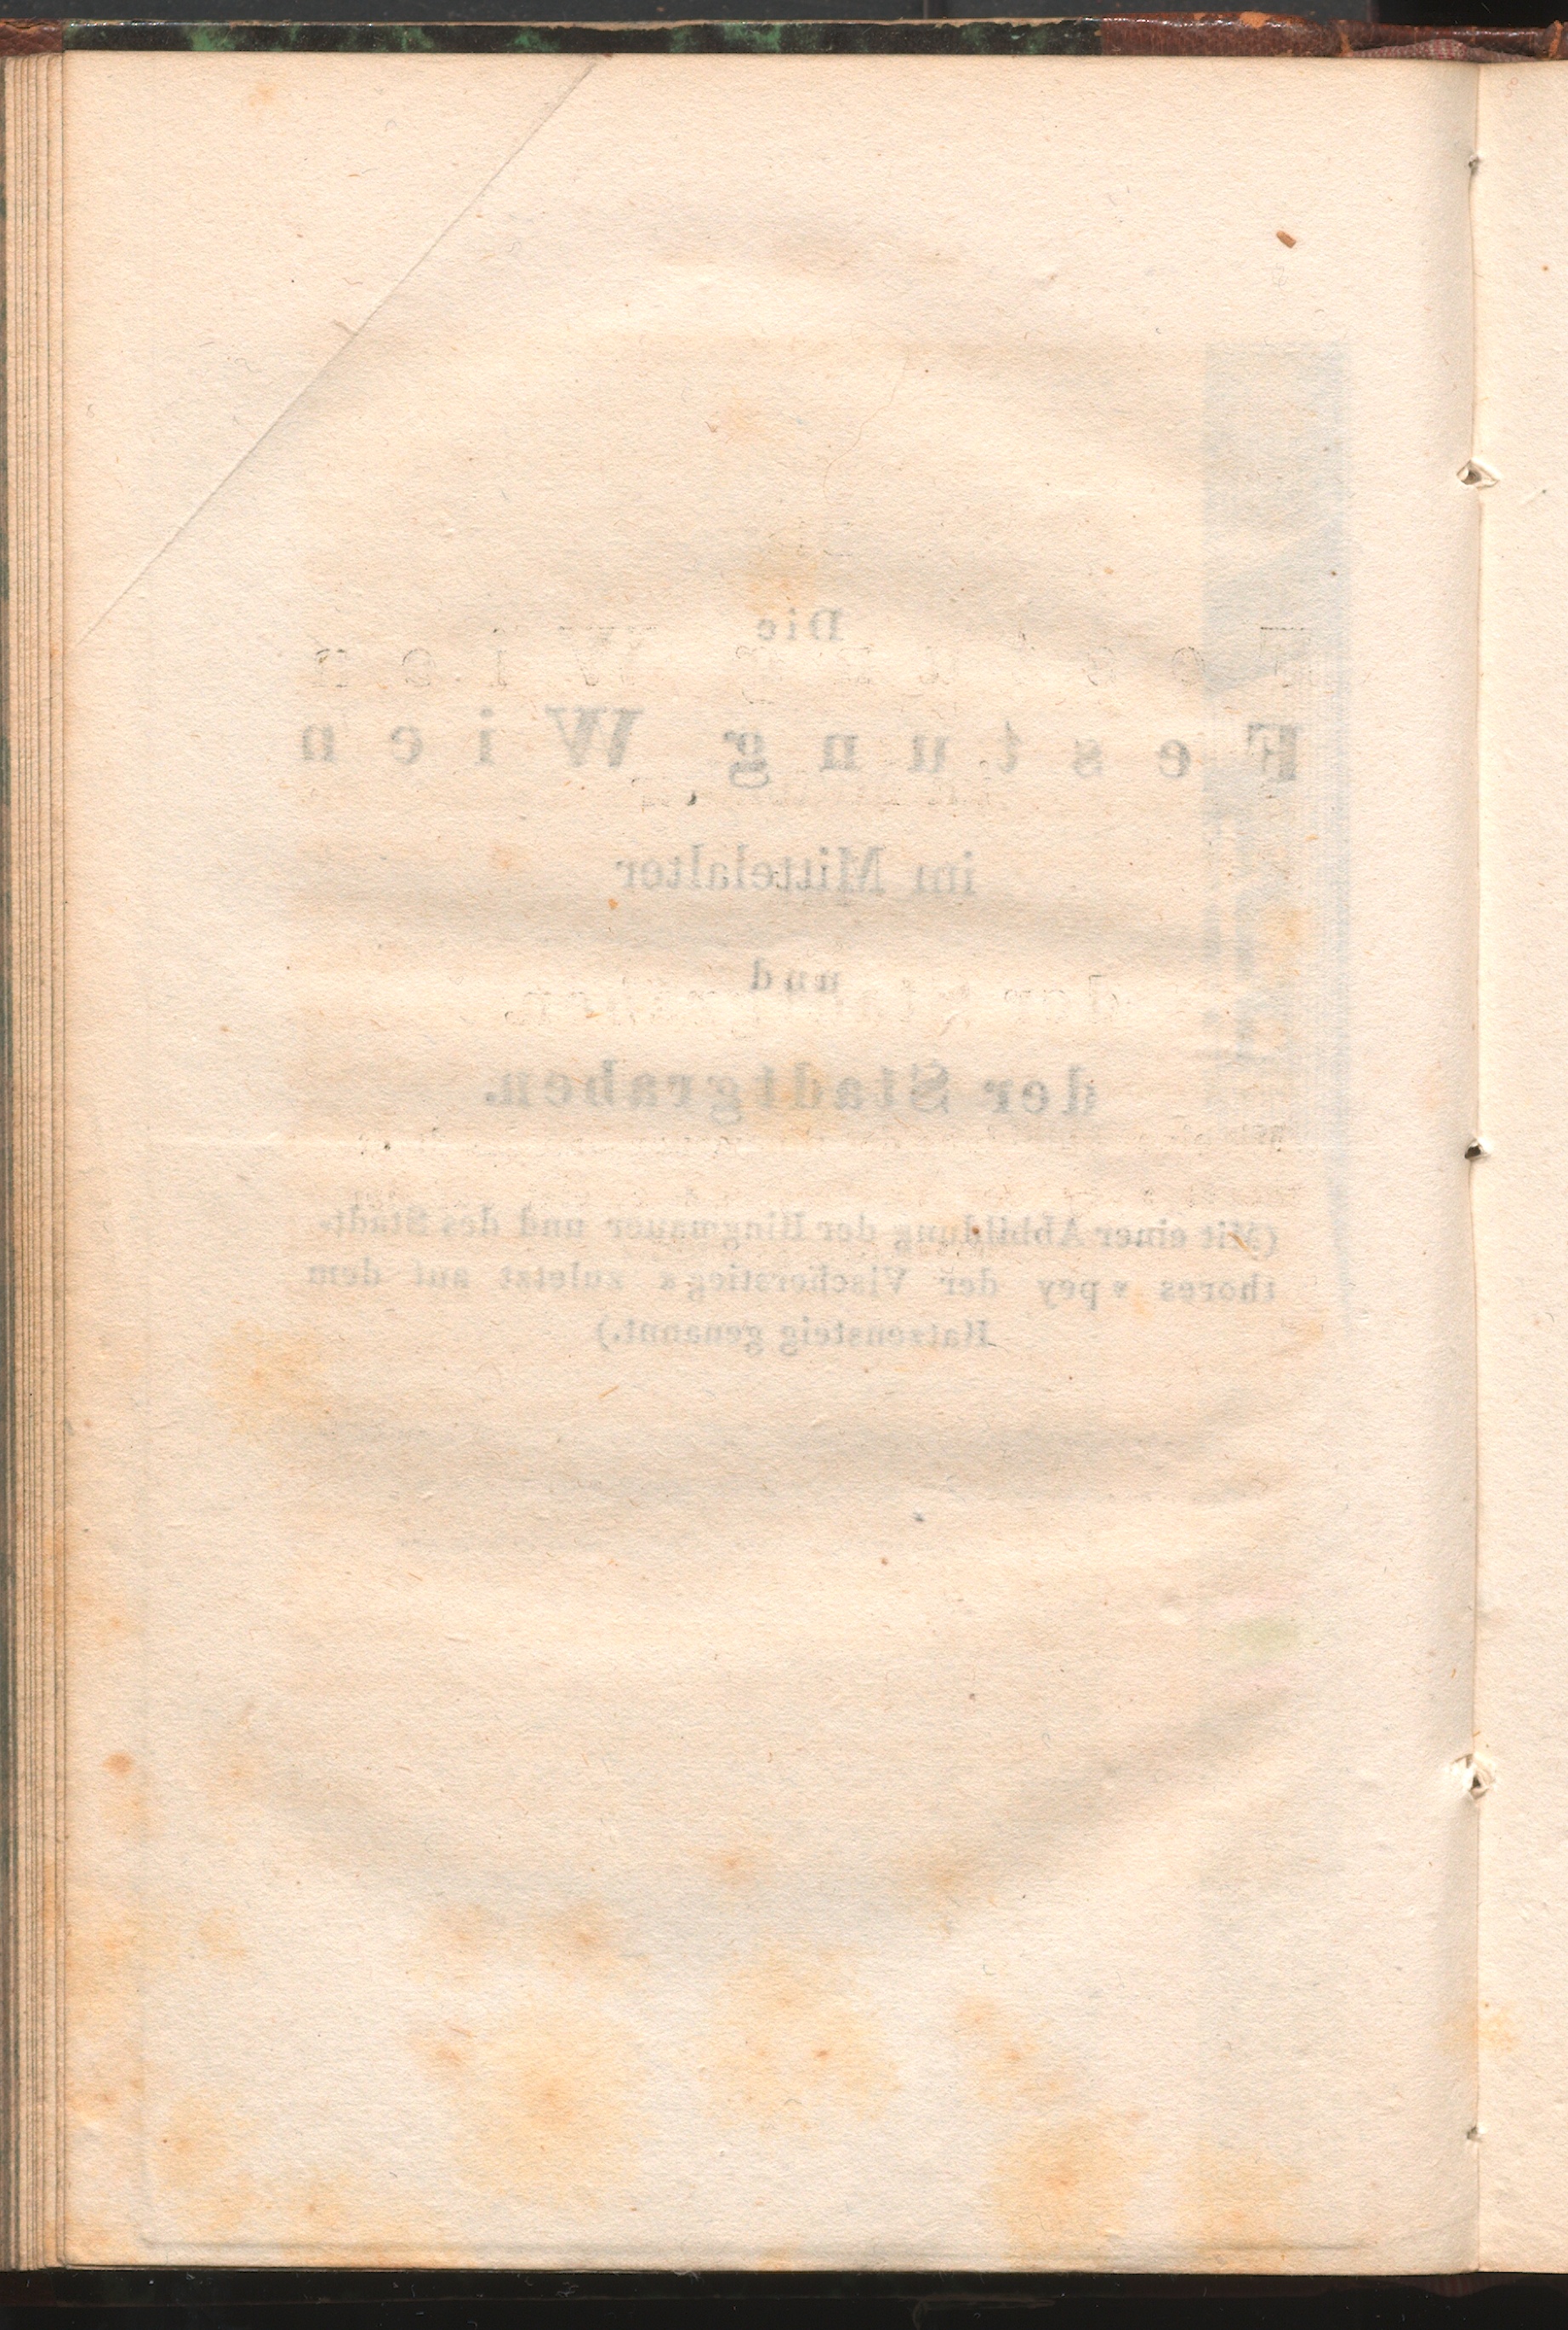 Die
Festung Wien
im Mittelalter
und
der Stadtgraben.
(Mit einer Abbildung der Ringmauer und des Stadt-
thores »pey der Vischerstieg« zuletzt auf dem
Katzensteig genannt.)